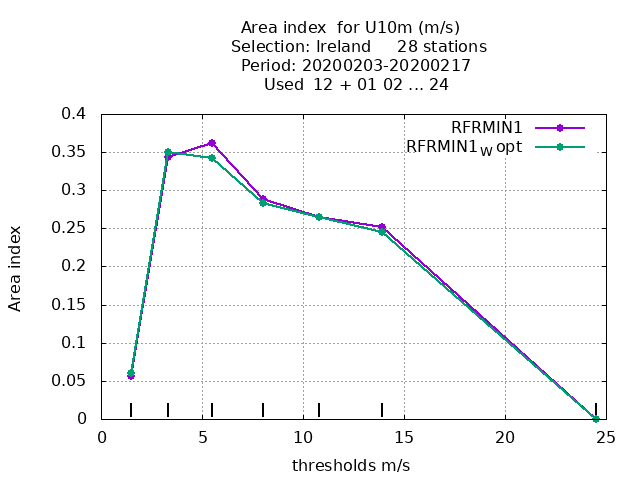 Area index for U10m (m/s)
Selection: Ireland 28 stations
Period: 20200203-20200217
Used 12 + 01 02 ... 24
RFRMIN1
RFRMIN1W opt
0.4
0.35
0.3
0.25
0.2
0.15
0.1
0.05
0
Area index
0 5 10 15 20 25
thresholds m/s